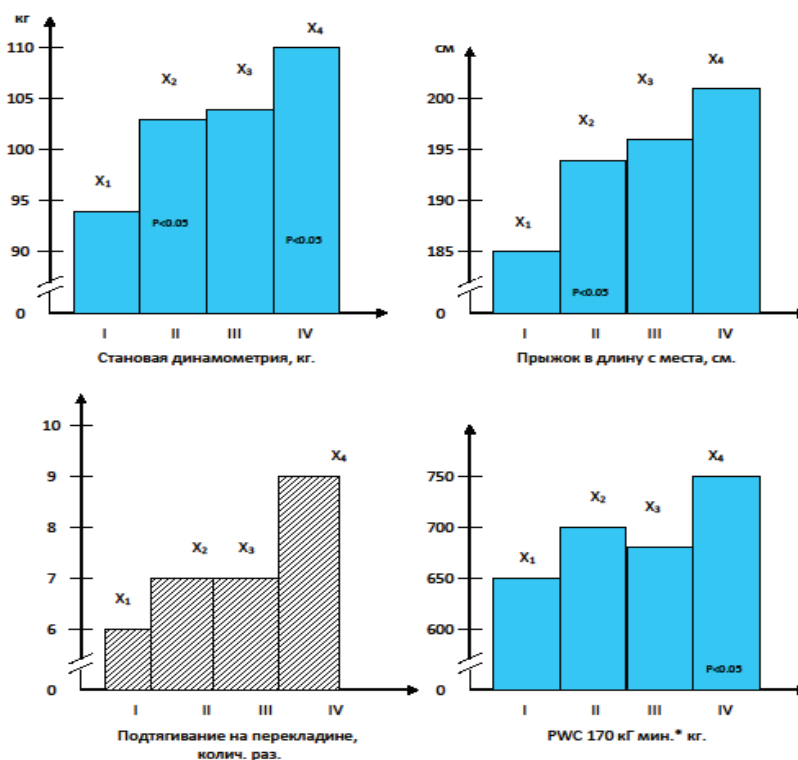 кг
110
105
100
95
90
0
X₁
X₂
X₃
X₄
P<0.05
P<0.05
I II III IV
Становая динамометрия, кг.
см
200
195
190
185
0
X₁
X₂
X₃
X₄
P<0.05
I II III IV
Прыжок в длину с места, см.
10
9
8
7
6
0
X₁
X₂
X₃
X₄
I II III IV
Подтягивание на перекладине,
колич. раз.
750
700
650
600
0
X₁
X₂
X₃
X₄
P<0.05
I II III IV
PWC 170 кГ мин.* кг.